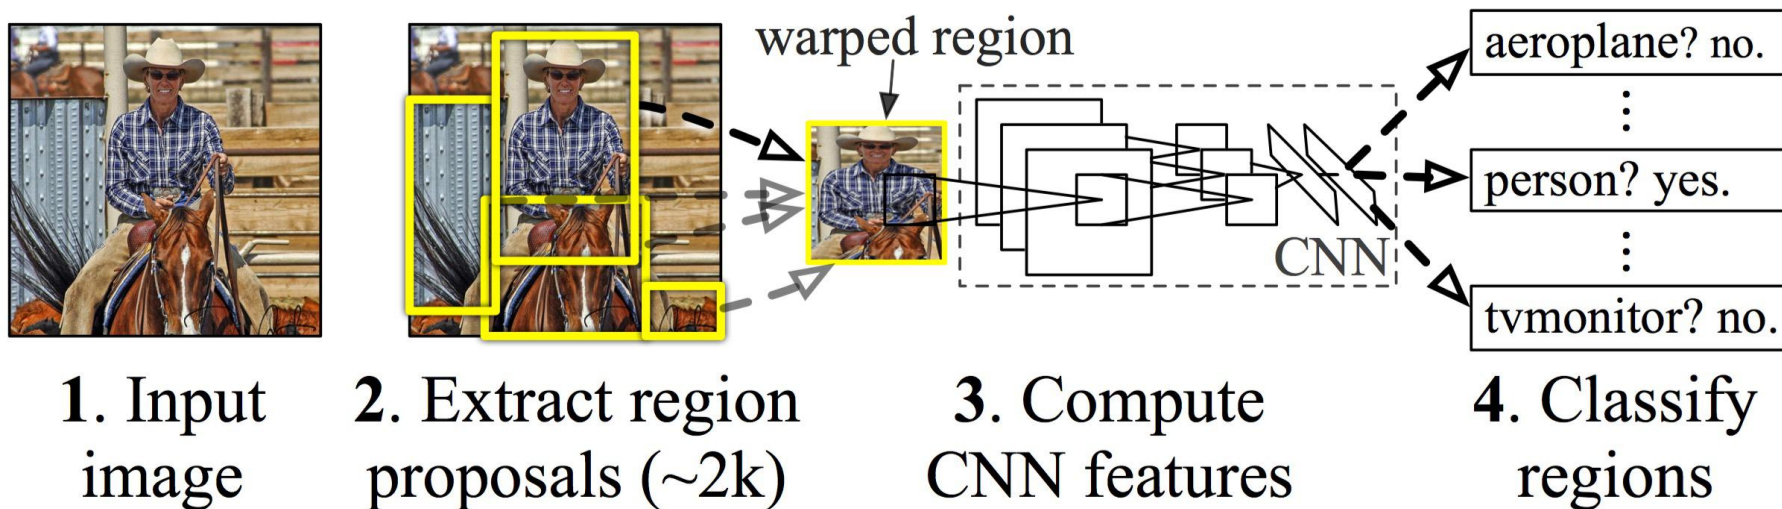 warped region
aeroplane? no.
⋮
person? yes.
⋮
tvmonitor? no.
CNN
1. Input
image
2. Extract region
proposals (~2k)
3. Compute
CNN features
4. Classify
regions